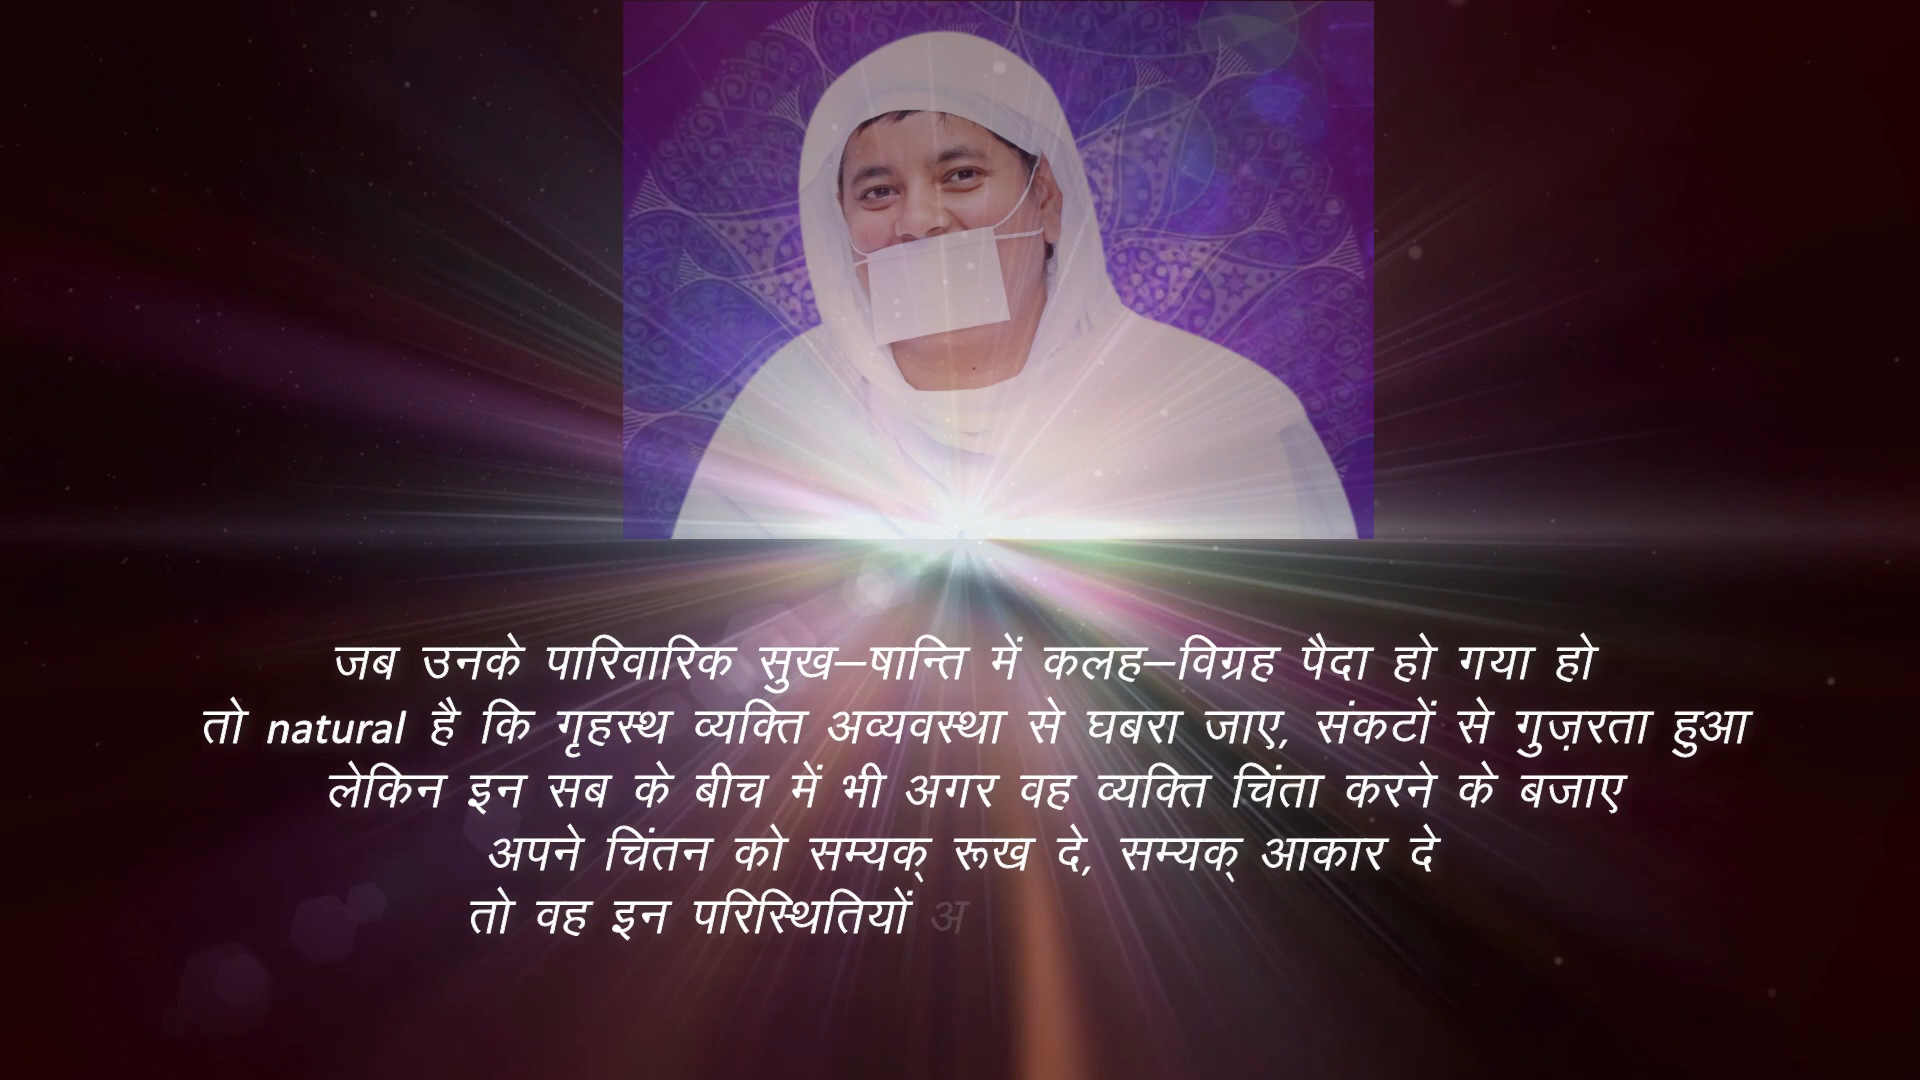 जब उनके पारिवारिक सुख–षान्ति में कलह–विग्रह पैदा हो गया हो
तो natural है कि गृहस्थ व्यक्ति अव्यवस्था से घबरा जाए, संकटों से गुज़रता हुआ
लेकिन इन सब के बीच में भी अगर वह व्यक्ति चिंता करने के बजाए
अपने चिंतन को सम्यक् रूख दे, सम्यक् आकार दे
तो वह इन परिस्थितियों अ